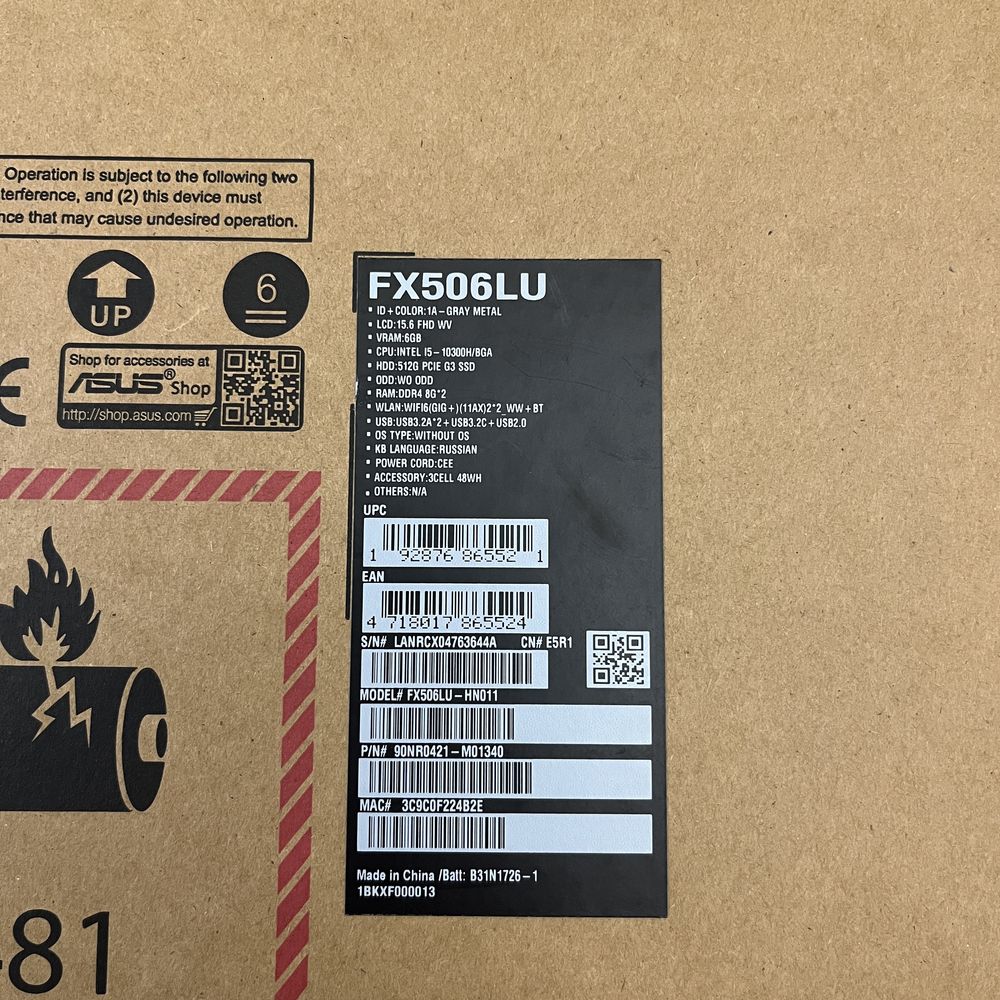 Operation is subject to the following two
terference, and (2) this device must
nce that may cause undesired operation.
UP
6
Shop for accessories at
ASUS® Shop
http://shop.asus.com
CE
81
FX506LU
ID+COLOR:1A-GRAY METAL
LCD:15.6 FHD WV
VRAM:6GB
CPU:INTEL I5-10300H/BGA
HDD:512G PCIE G3 SSD
ODD:WO ODD
RAM:DDR4 8G*2
WLAN:WIFI6(GIG+)(11AX)2*2_WW+BT
USB:USB3.2A*2+USB3.2C+USB2.0
OS TYPE:WITHOUT OS
KB LANGUAGE:RUSSIAN
POWER CORD:CEE
ACCESSORY:3CELL 48WH
OTHERS:N/A
UPC
1 92876 86552 1
EAN
4 718017 865524
S/N# LANRCX04763644A CN# E5R1
MODEL# FX506LU-HN011
P/N# 90NR0421-M01340
MAC# 3C9C0F224B2E
Made in China /Batt: B31N1726-1
1BKXF000013